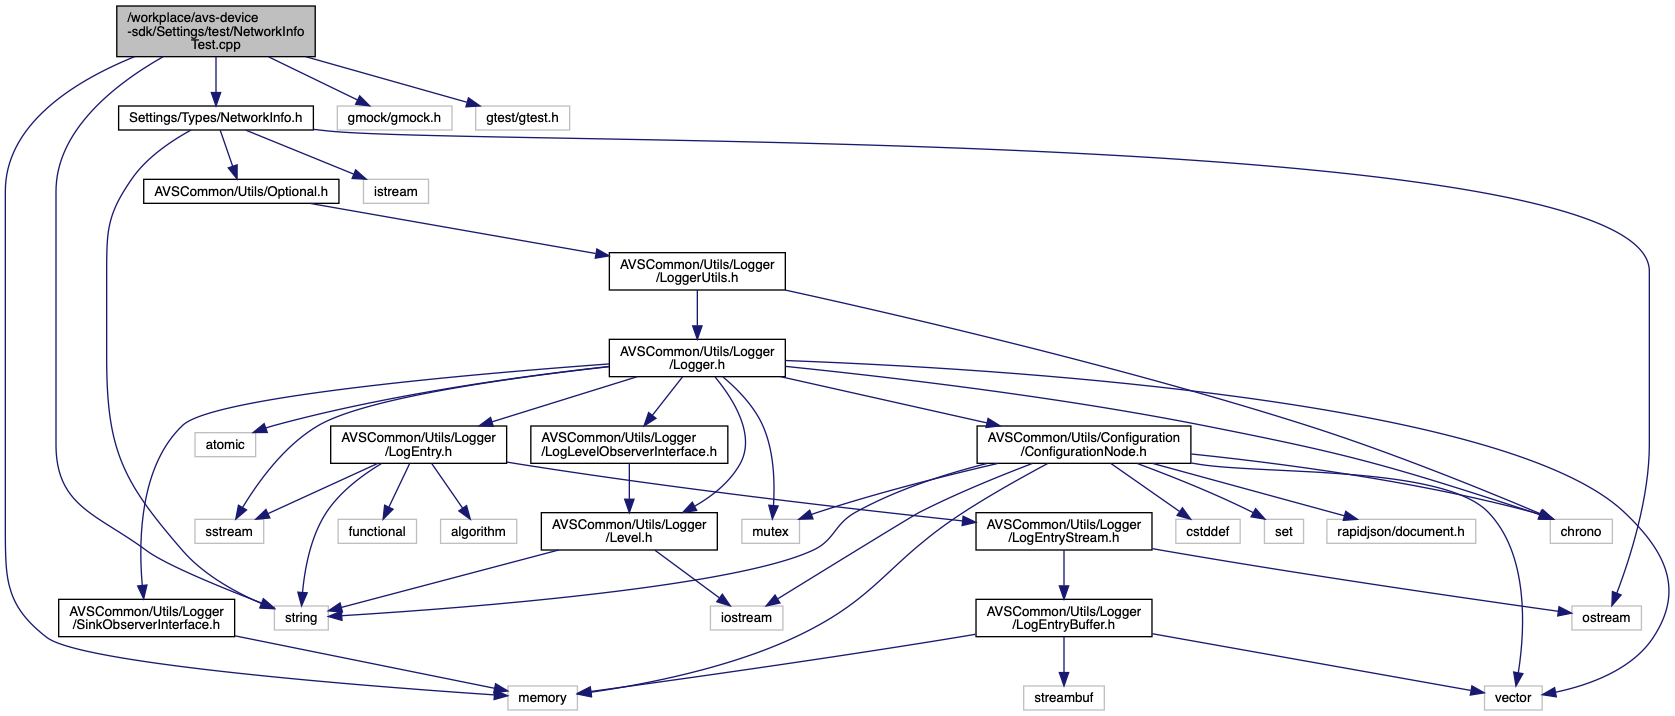 /workplace/avs-device
-sdk/Settings/test/NetworkInfo
Test.cpp
Settings/Types/NetworkInfo.h
gmock/gmock.h
gtest/gtest.h
AVSCommon/Utils/Optional.h
istream
AVSCommon/Utils/Logger
/LoggerUtils.h
AVSCommon/Utils/Logger
/Logger.h
atomic
AVSCommon/Utils/Logger
/LogEntry.h
AVSCommon/Utils/Logger
/LogLevelObserverInterface.h
AVSCommon/Utils/Configuration
/ConfigurationNode.h
sstream
functional
algorithm
AVSCommon/Utils/Logger
/Level.h
mutex
AVSCommon/Utils/Logger
/LogEntryStream.h
cstddef
set
rapidjson/document.h
chrono
AVSCommon/Utils/Logger
/SinkObserverInterface.h
string
iostream
AVSCommon/Utils/Logger
/LogEntryBuffer.h
ostream
memory
streambuf
vector